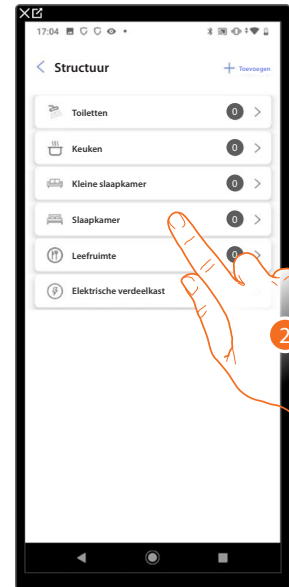 17:04
Structuur
Toevoegen
Toiletten 0
Keuken 0
Kleine slaapkamer 0
Slaapkamer
Leefruimte 0
Elektrische verdeelkast
2